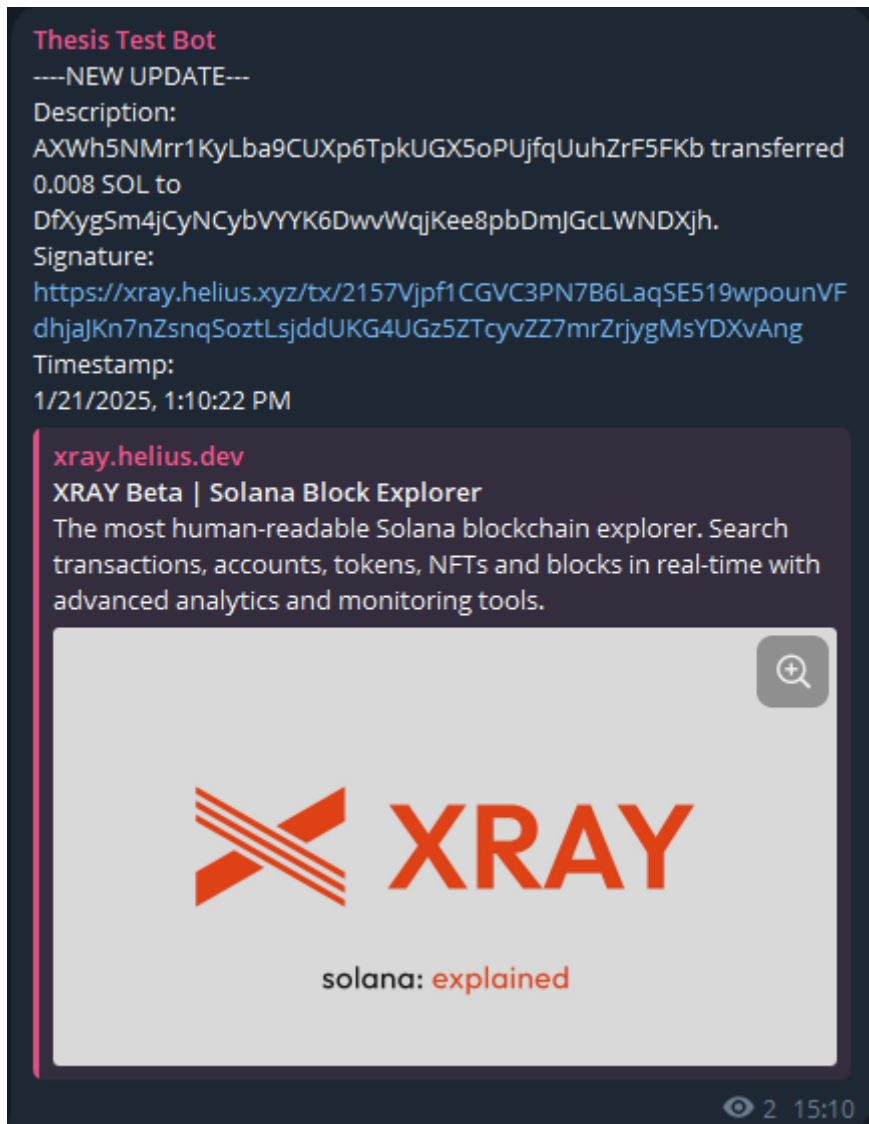 Thesis Test Bot
----NEW UPDATE---
Description:
AXWh5NMrr1KyLba9CUXp6TpkUGX5oPUjfqUuhZrF5FKb transferred
0.008 SOL to
DfXygSm4jCyNCybVYYK6DwvWqjKee8pbDmJGcLWNDXjh.
Signature:
https://xray.helius.xyz/tx/2157Vjpf1CGVC3PN7B6LaqSE519wpounVF
dhjaJKn7nZsnqSoztLsjddUKG4UGz5ZTcyvZZ7mrZrjygMsYDXvAng
Timestamp:
1/21/2025, 1:10:22 PM
xray.helius.dev
XRAY Beta | Solana Block Explorer
The most human-readable Solana blockchain explorer. Search
transactions, accounts, tokens, NFTs and blocks in real-time with
advanced analytics and monitoring tools.
XRAY
solana: explained
2 15:10